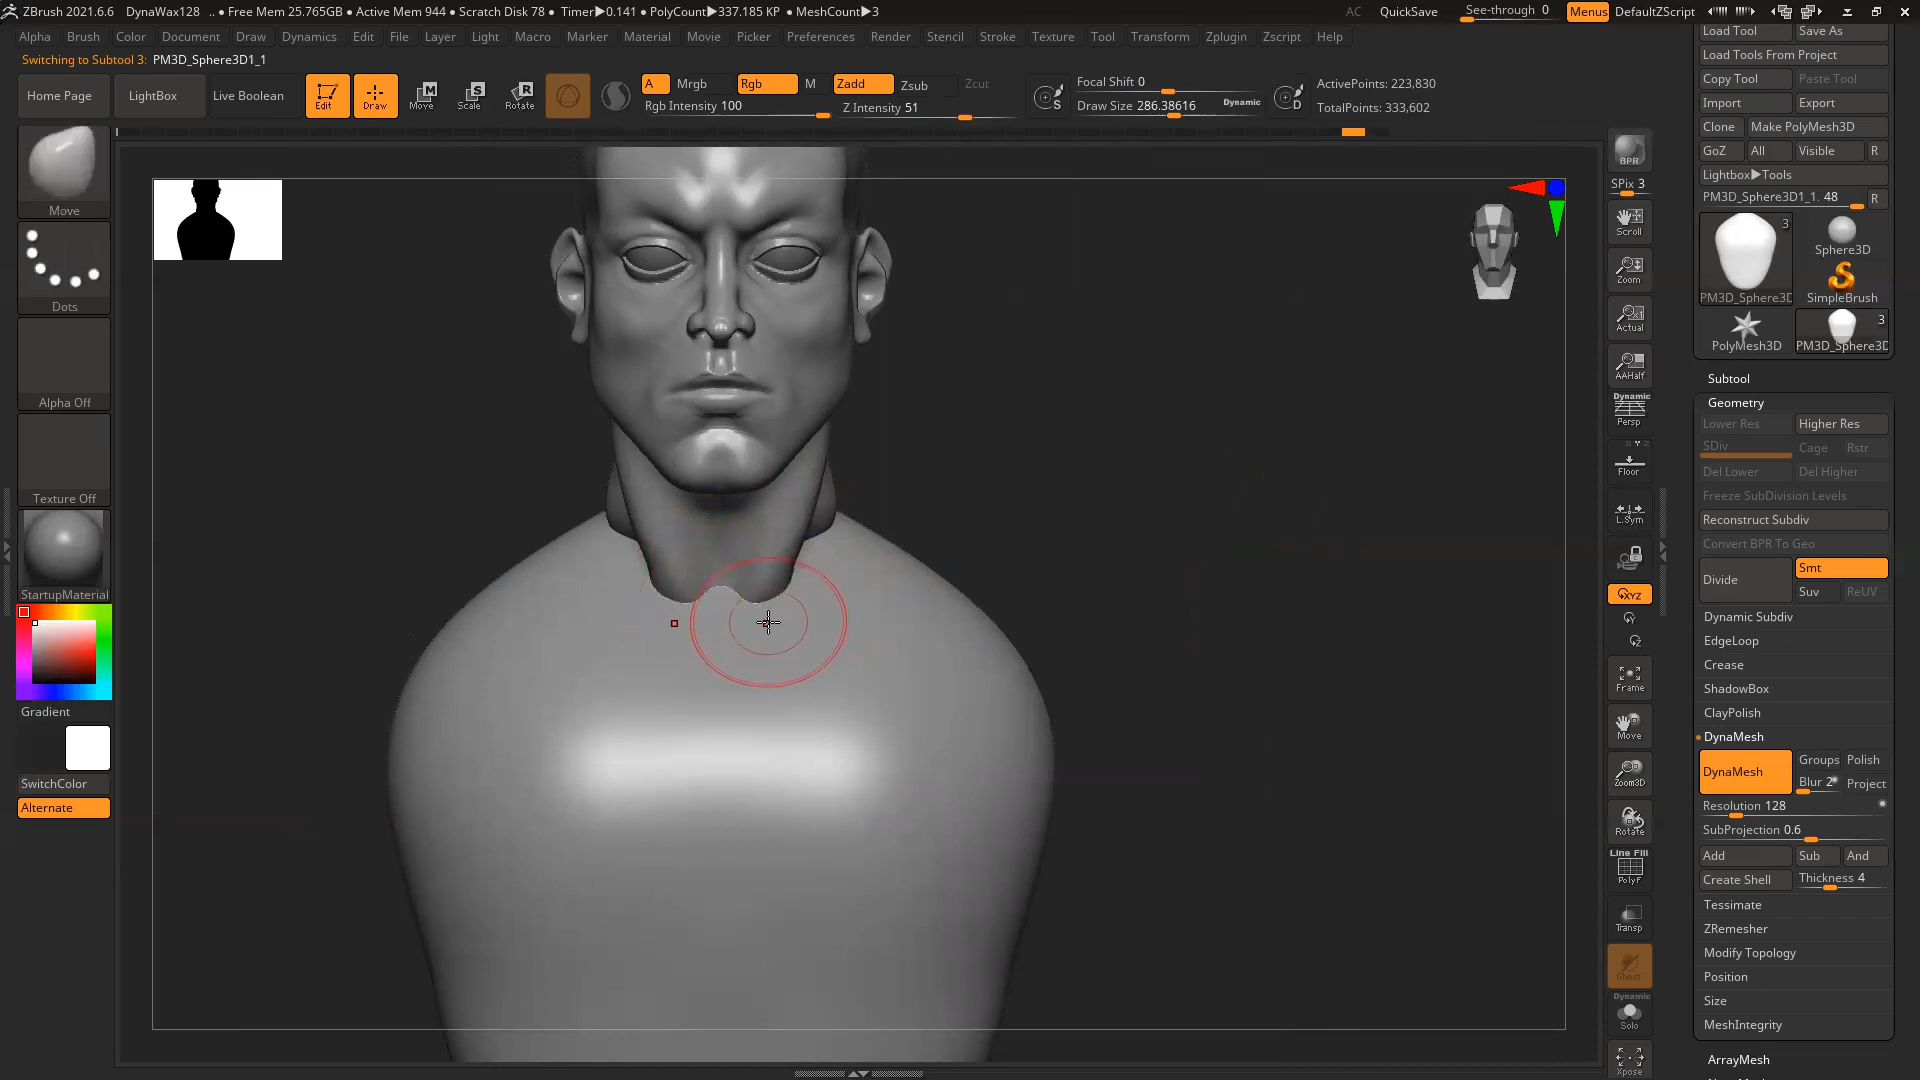 ZBrush 2021.6.6 DynaWax128 .. ● Free Mem 25.765GB ● Active Mem 944 ● Scratch Disk 78 ● Timer▶0.141 ● PolyCount▶337.185 KP ● MeshCount▶3 AC QuickSave See-through 0 Menus DefaultZScript
Alpha Brush Color Document Draw Dynamics Edit File Layer Light Macro Marker Material Movie Picker Preferences Render Stencil Stroke Texture Tool Transform Zplugin Zscript Help
Switching to Subtool 3: PM3D_Sphere3D1_1
Home Page LightBox Live Boolean Edit Draw Move Scale Rotate
A Mrgb Rgb M Zadd Zsub Zcut
Rgb Intensity 100 Z Intensity 51
Focal Shift 0
Draw Size 286.38616 Dynamic
ActivePoints: 223,830
TotalPoints: 333,602
Move
Dots
Alpha Off
Texture Off
StartupMaterial
Gradient
SwitchColor
Alternate
BPR
SPix 3
Scroll
Zoom
Actual
AAHalf
Dynamic
Persp
Floor
L.Sym
XYZ
Y
Z
Frame
Move
Zoom3D
Rotate
Line Fill
PolyF
Transp
Ghost
Dynamic
Solo
Xpose
Load Tool Save As
Load Tools From Project
Copy Tool Paste Tool
Import Export
Clone Make PolyMesh3D
GoZ All Visible R
Lightbox▶Tools
PM3D_Sphere3D1_1. 48 R
3
Sphere3D
PM3D_Sphere3D SimpleBrush
3
PolyMesh3D PM3D_Sphere3D
Subtool
Geometry
Lower Res Higher Res
SDiv Cage Rstr
Del Lower Del Higher
Freeze SubDivision Levels
Reconstruct Subdiv
Convert BPR To Geo
Divide Smt
Suv ReUV
Dynamic Subdiv
EdgeLoop
Crease
ShadowBox
ClayPolish
DynaMesh
DynaMesh Groups Polish
Blur 2 Project
Resolution 128
SubProjection 0.6
Add Sub And
Create Shell Thickness 4
Tessimate
ZRemesher
Modify Topology
Position
Size
MeshIntegrity
ArrayMesh